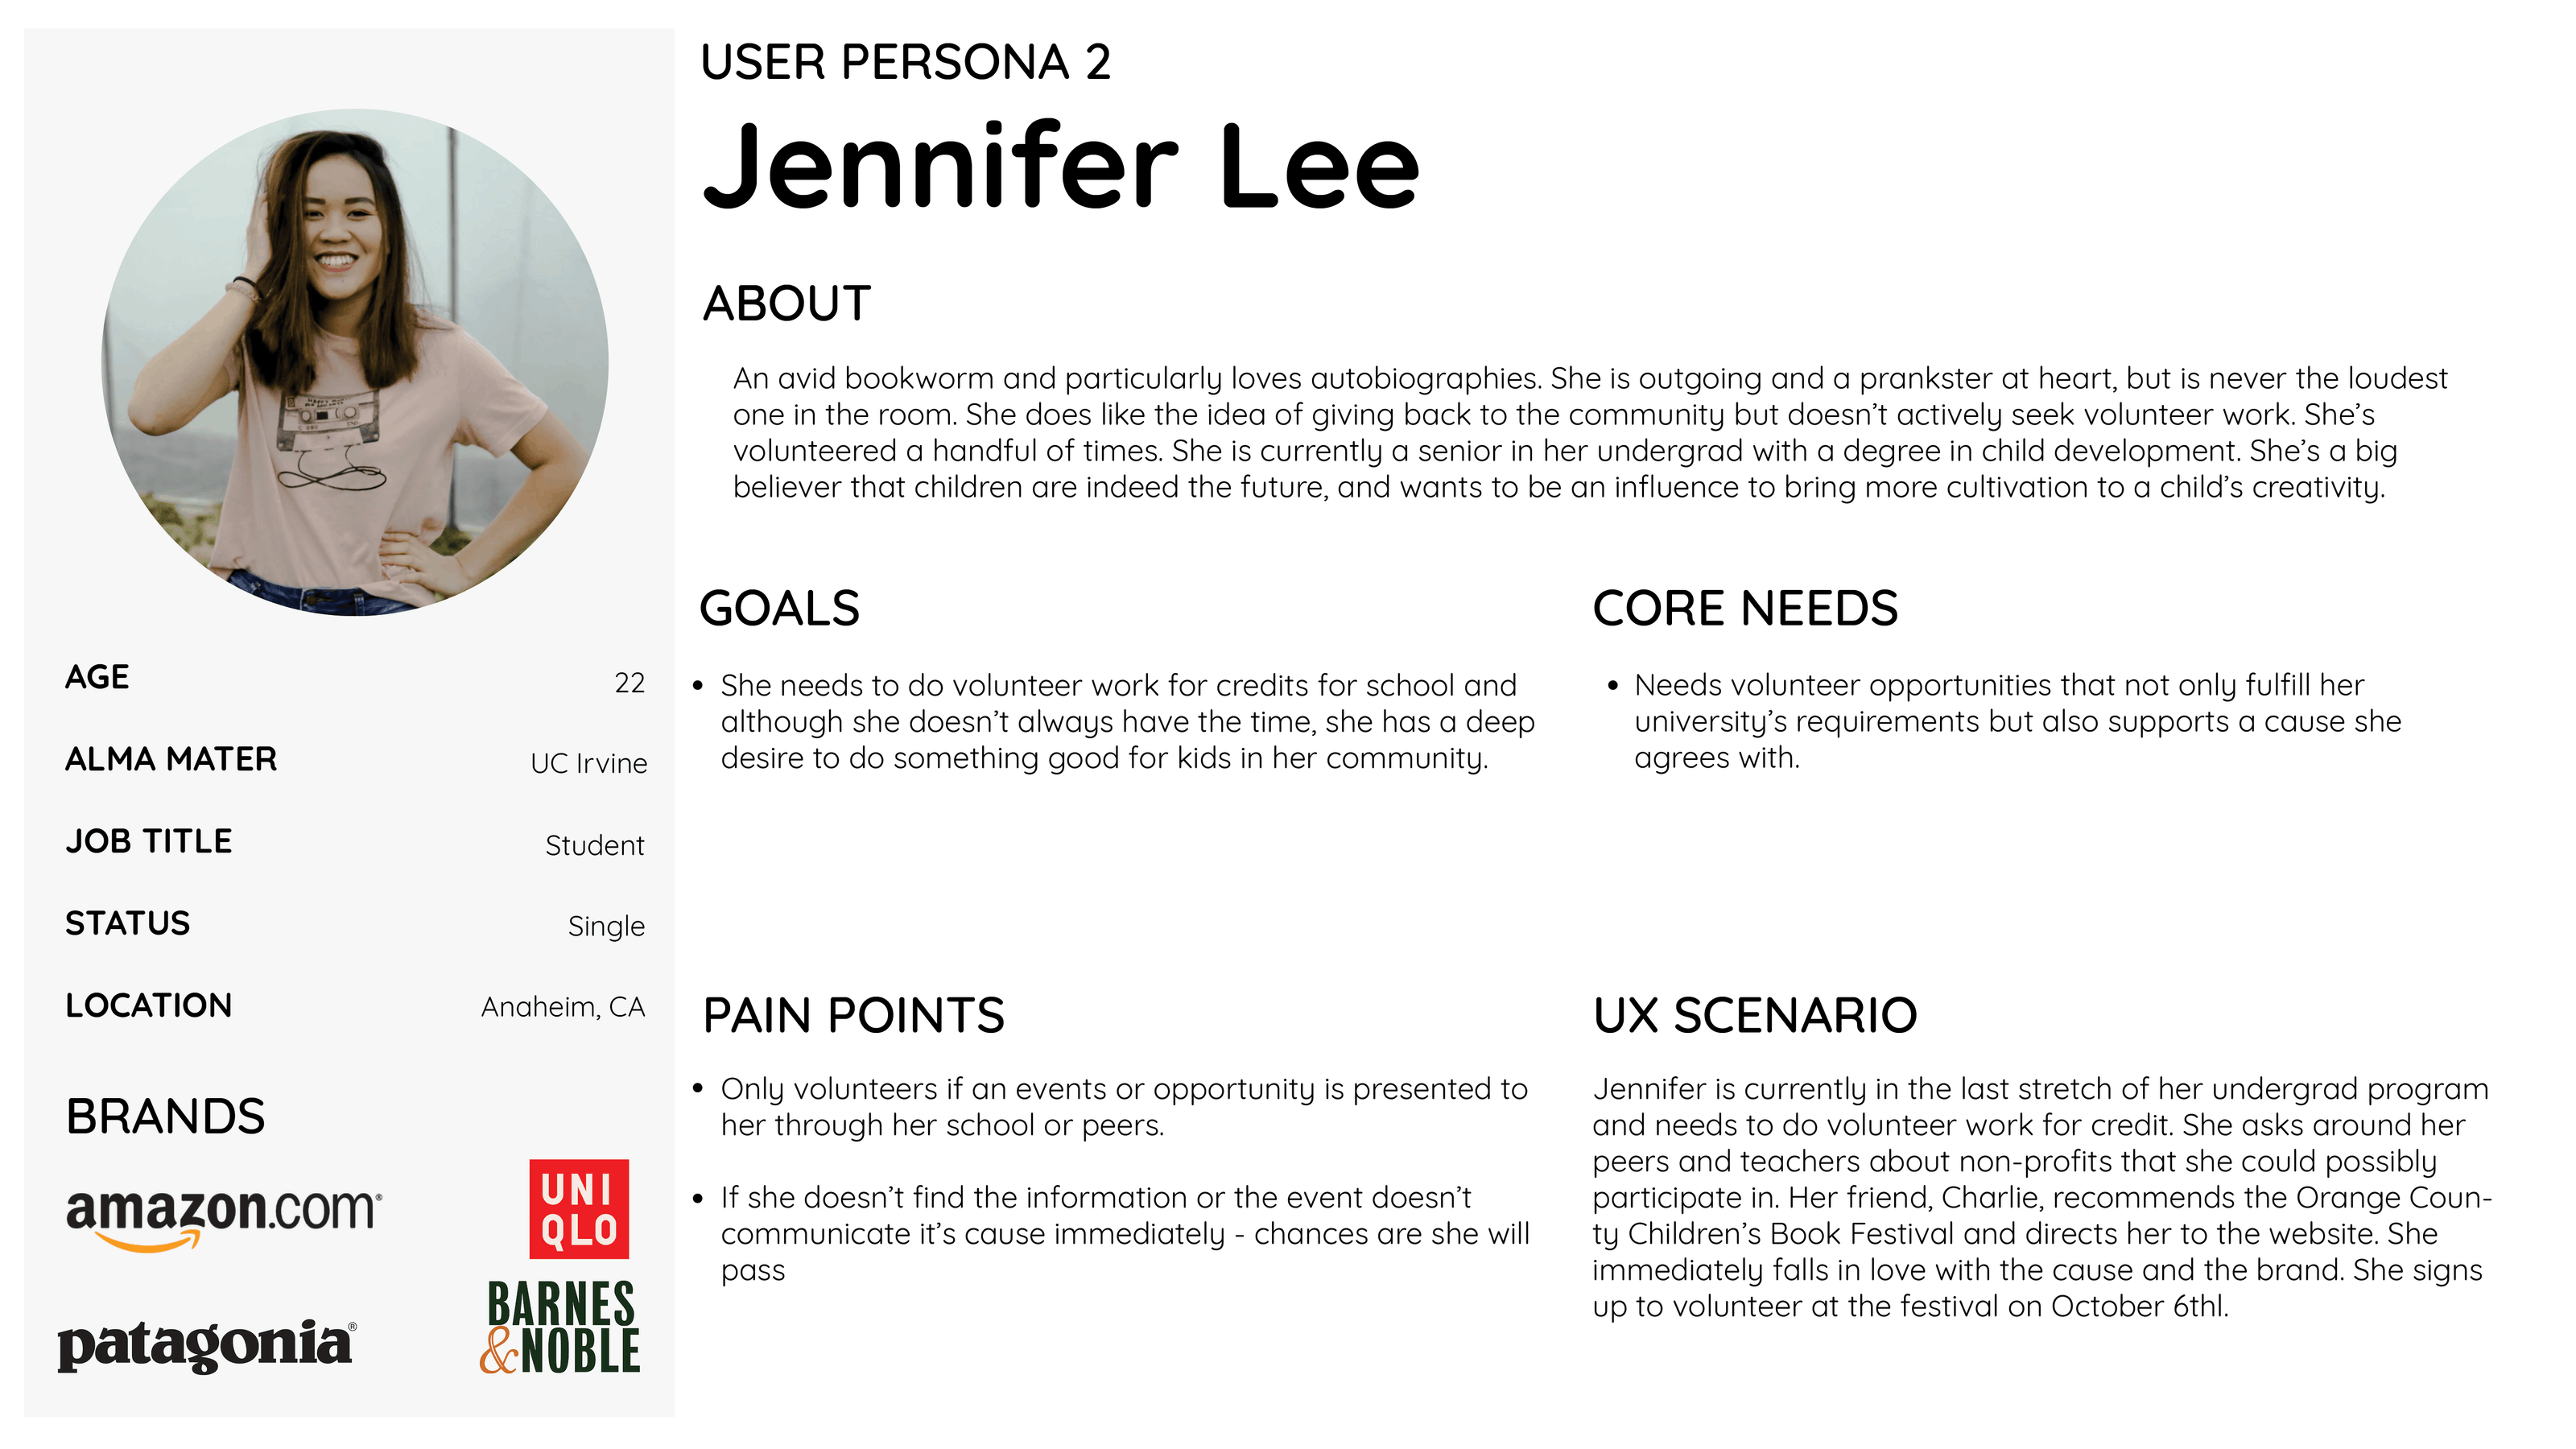 USER PERSONA 2
Jennifer Lee
ABOUT
An avid bookworm and particularly loves autobiographies. She is outgoing and a prankster at heart, but is never the loudest
one in the room. She does like the idea of giving back to the community but doesn’t actively seek volunteer work. She’s
volunteered a handful of times. She is currently a senior in her undergrad with a degree in child development. She’s a big
believer that children are indeed the future, and wants to be an influence to bring more cultivation to a child’s creativity.
AGE 22
ALMA MATER UC Irvine
JOB TITLE Student
STATUS Single
LOCATION Anaheim, CA
BRANDS
amazon.com®
UNI
QLO
patagonia®
BARNES
&NOBLE
GOALS
• She needs to do volunteer work for credits for school and
although she doesn’t always have the time, she has a deep
desire to do something good for kids in her community.
CORE NEEDS
• Needs volunteer opportunities that not only fulfill her
university’s requirements but also supports a cause she
agrees with.
PAIN POINTS
• Only volunteers if an events or opportunity is presented to
her through her school or peers.
• If she doesn’t find the information or the event doesn’t
communicate it’s cause immediately - chances are she will
pass
UX SCENARIO
Jennifer is currently in the last stretch of her undergrad program
and needs to do volunteer work for credit. She asks around her
peers and teachers about non-profits that she could possibly
participate in. Her friend, Charlie, recommends the Orange Coun-
ty Children’s Book Festival and directs her to the website. She
immediately falls in love with the cause and the brand. She signs
up to volunteer at the festival on October 6thl.